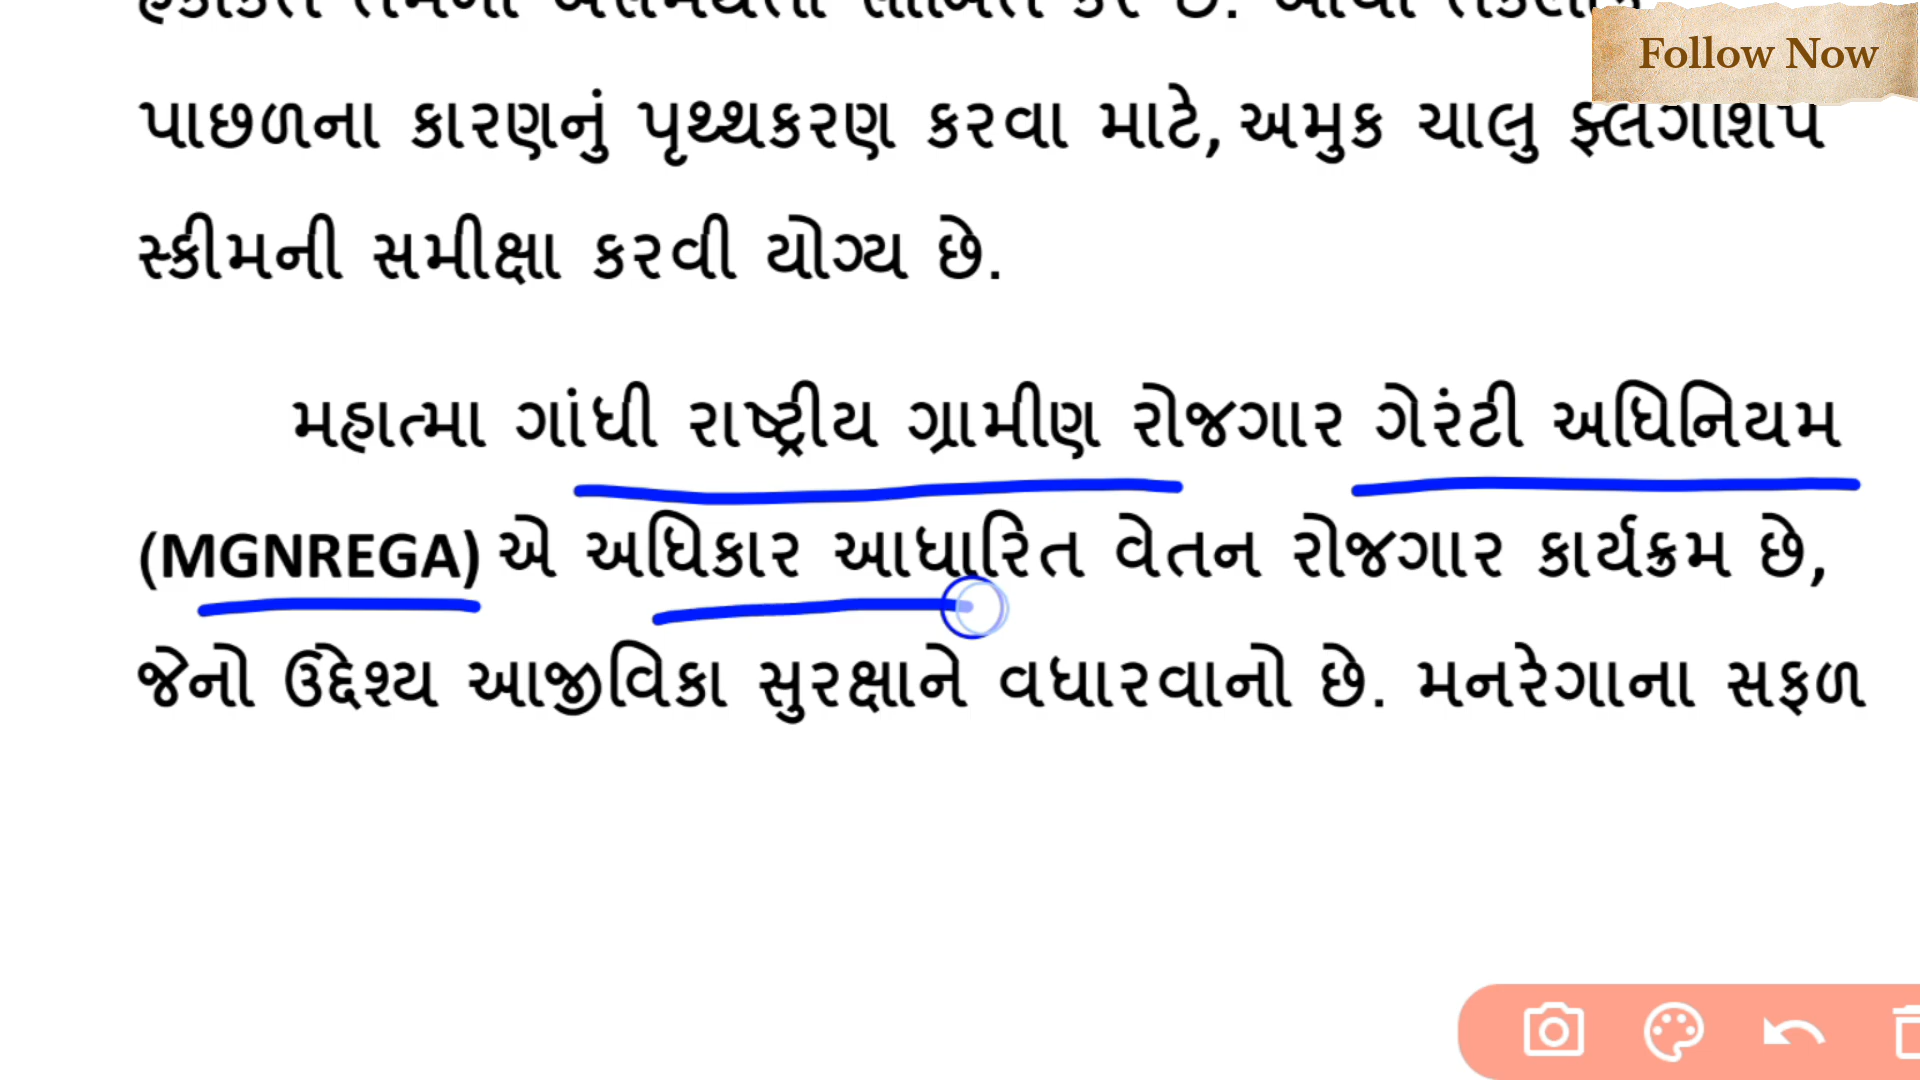 Follow Now
પાછળના કારણનું પૃથ્થકરણ કરવા માટે, અમુક ચાલુ ફ્લેગશિપ
સ્કીમની સમીક્ષા કરવી યોગ્ય છે.
મહાત્મા ગાંધી રાષ્ટ્રીય ગ્રામીણ રોજગાર ગેરંટી અધિનિયમ
(MGNREGA) એ અધિકાર આધારિત વેતન રોજગાર કાર્યક્રમ છે,
જેનો ઉદ્દેશ્ય આજીવિકા સુરક્ષાને વધારવાનો છે. મનરેગાના સફળ